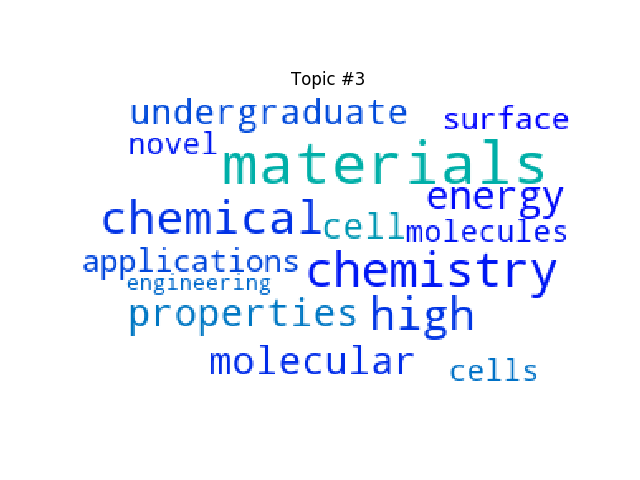 Topic #3
undergraduate
surface
novel
materials
energy
chemical
cell
molecules
applications
chemistry
engineering
properties
high
molecular
cells